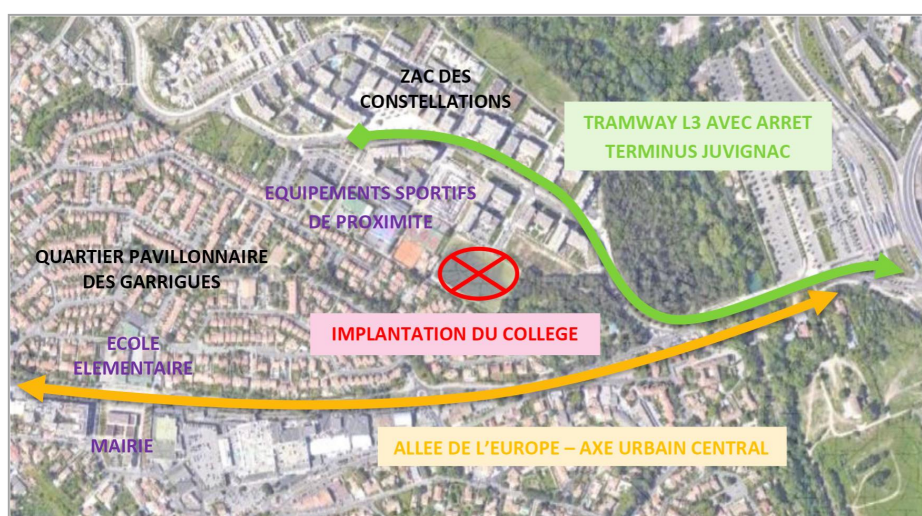 ZAC DES
CONSTELLATIONS
TRAMWAY L3 AVEC ARRET
TERMINUS JUVIGNAC
EQUIPEMENTS SPORTIFS
DE PROXIMITE
QUARTIER PAVILLONNAIRE
DES GARRIGUES
IMPLANTATION DU COLLEGE
ECOLE
ELEMENTAIRE
MAIRIE
ALLEE DE L'EUROPE – AXE URBAIN CENTRAL